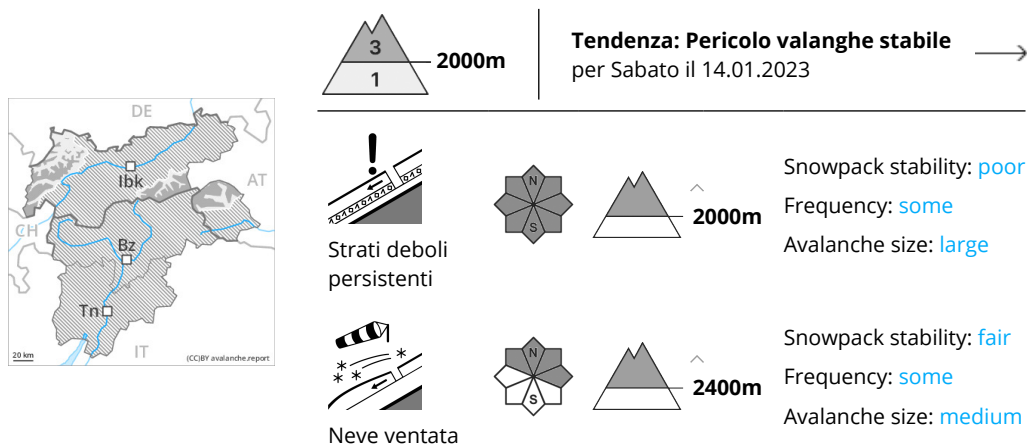 3
1
2000m
Tendenza: Pericolo valanghe stabile
per Sabato il 14.01.2023
DE
Ibk
AT
CH
Bz
Tn
IT
20 km
(CC)BY avalanche.report
N
S
2000m
Strati deboli
persistenti
Snowpack stability: poor
Frequency: some
Avalanche size: large
N
S
2400m
Neve ventata
Snowpack stability: fair
Frequency: some
Avalanche size: medium